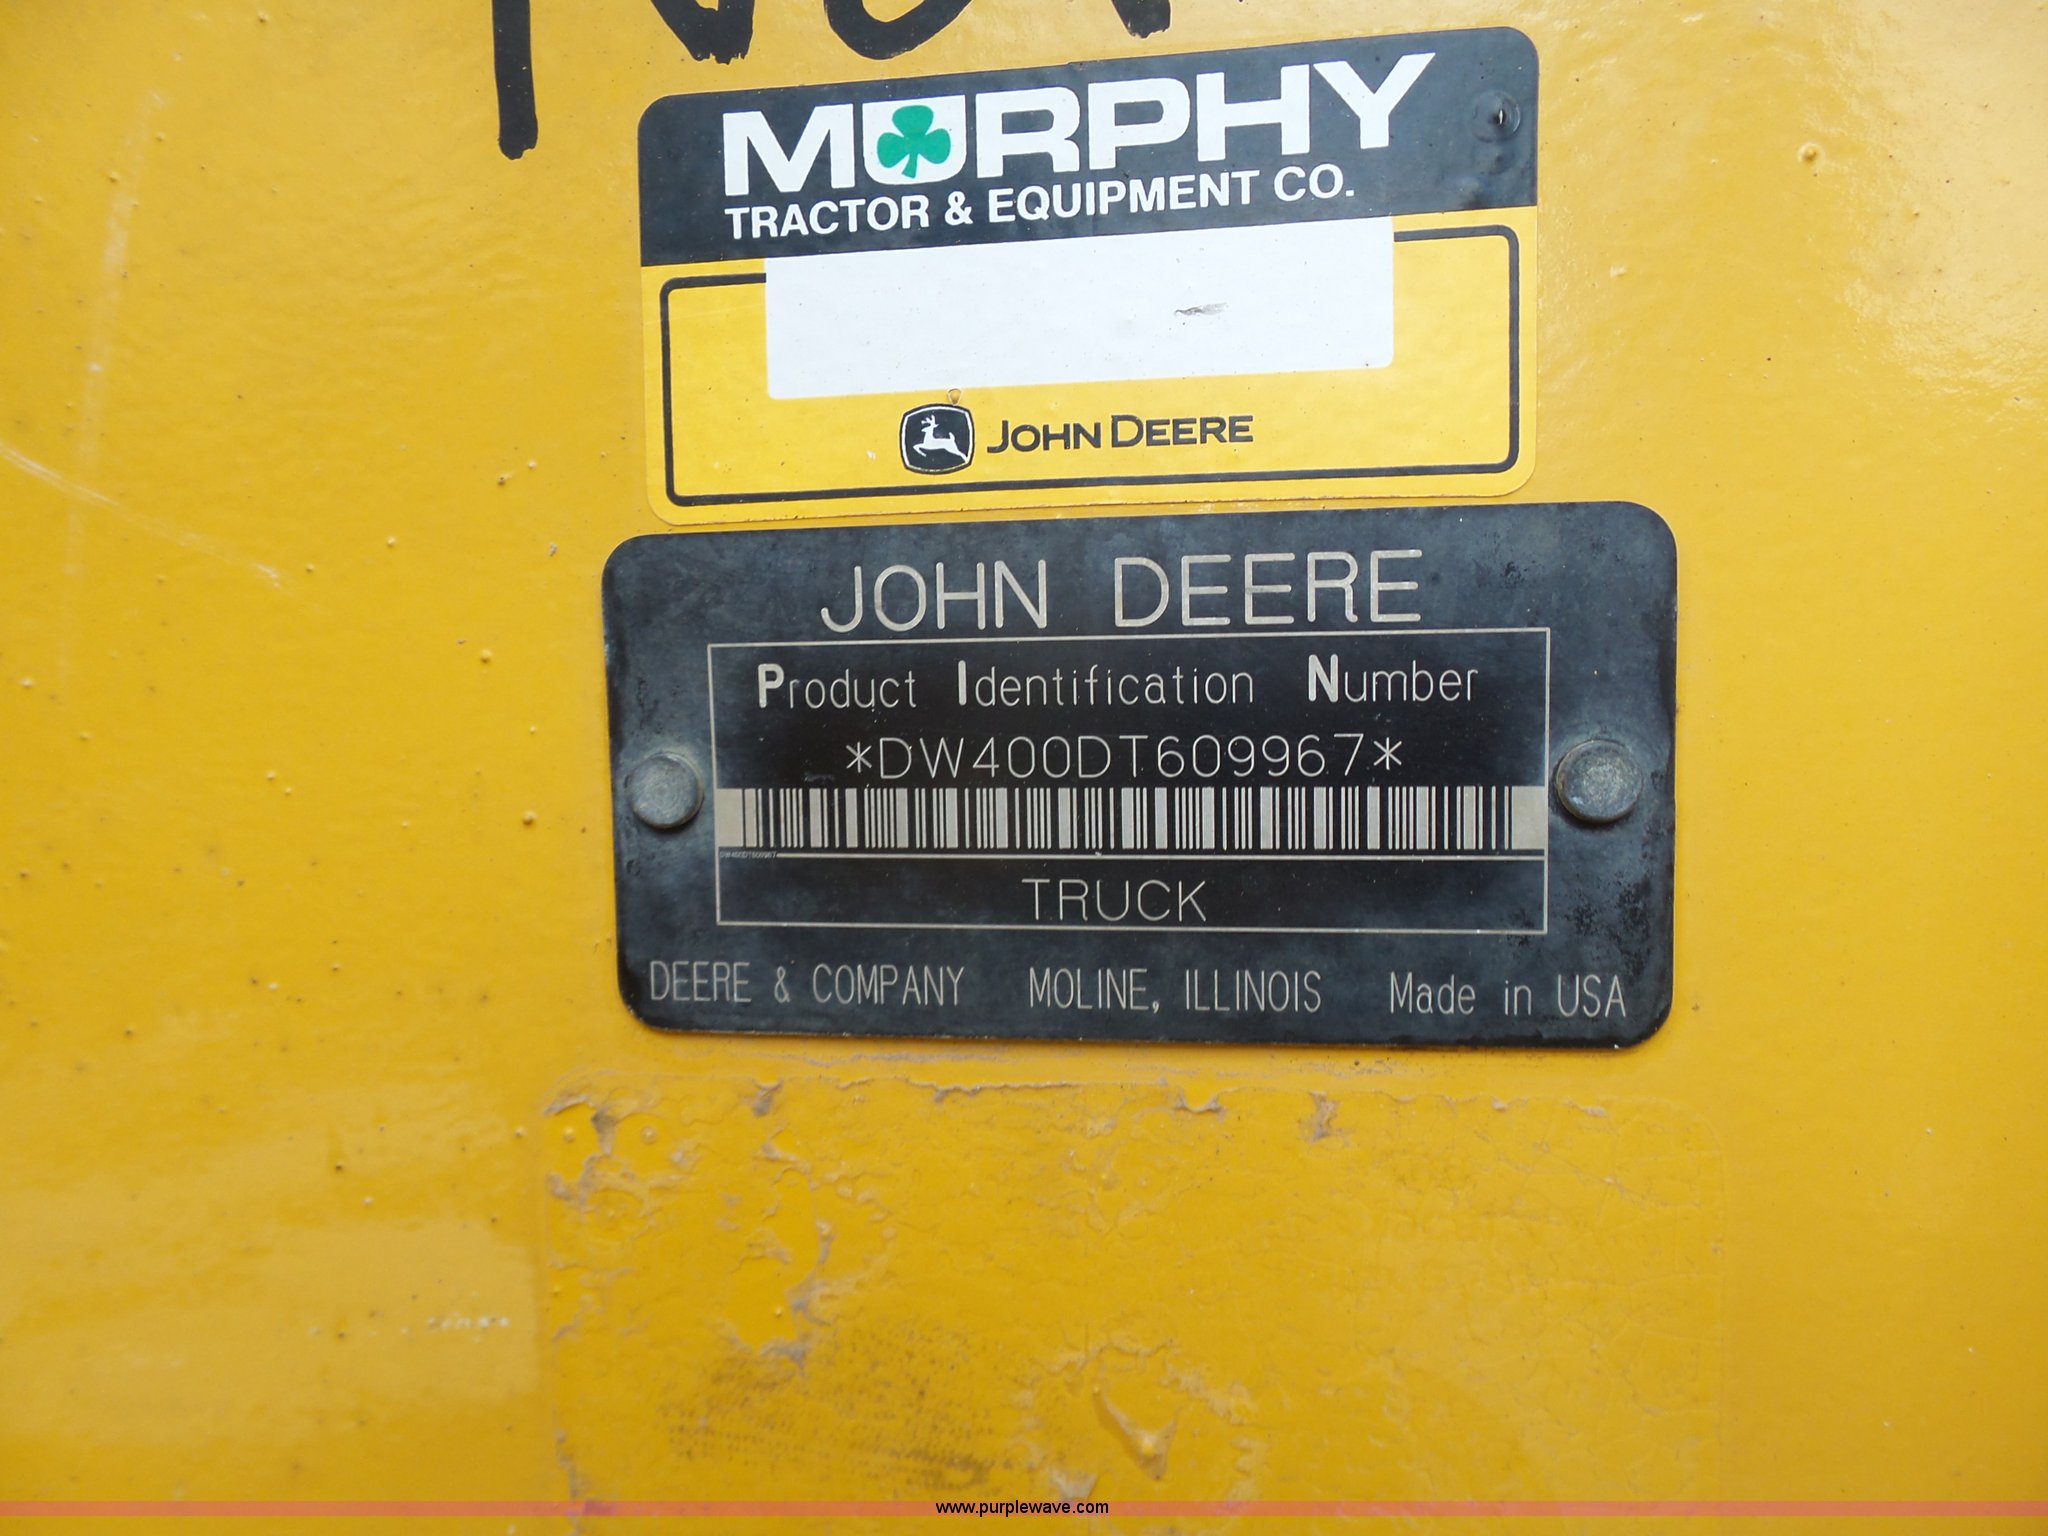 MURPHY
TRACTOR & EQUIPMENT CO.
JOHN DEERE
JOHN DEERE
Product Identification Number
*DW400DT609967*
DW400DT609967
TRUCK
DEERE & COMPANY MOLINE, ILLINOIS Made in USA
www.purplewave.com